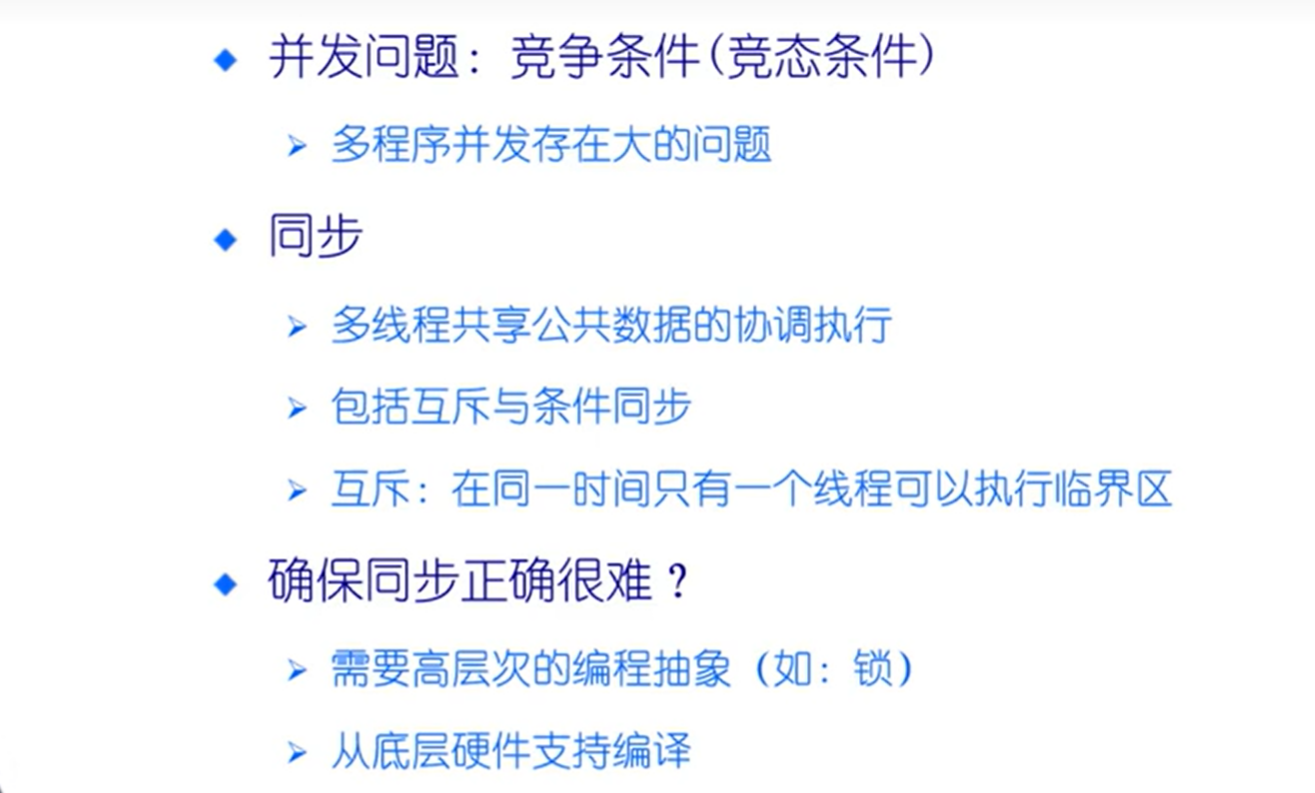 并发问题：竞争条件(竞态条件)
多程序并发存在大的问题
同步
多线程共享公共数据的协调执行
包括互斥与条件同步
互斥：在同一时间只有一个线程可以执行临界区
确保同步正确很难？
需要高层次的编程抽象（如：锁）
从底层硬件支持编译